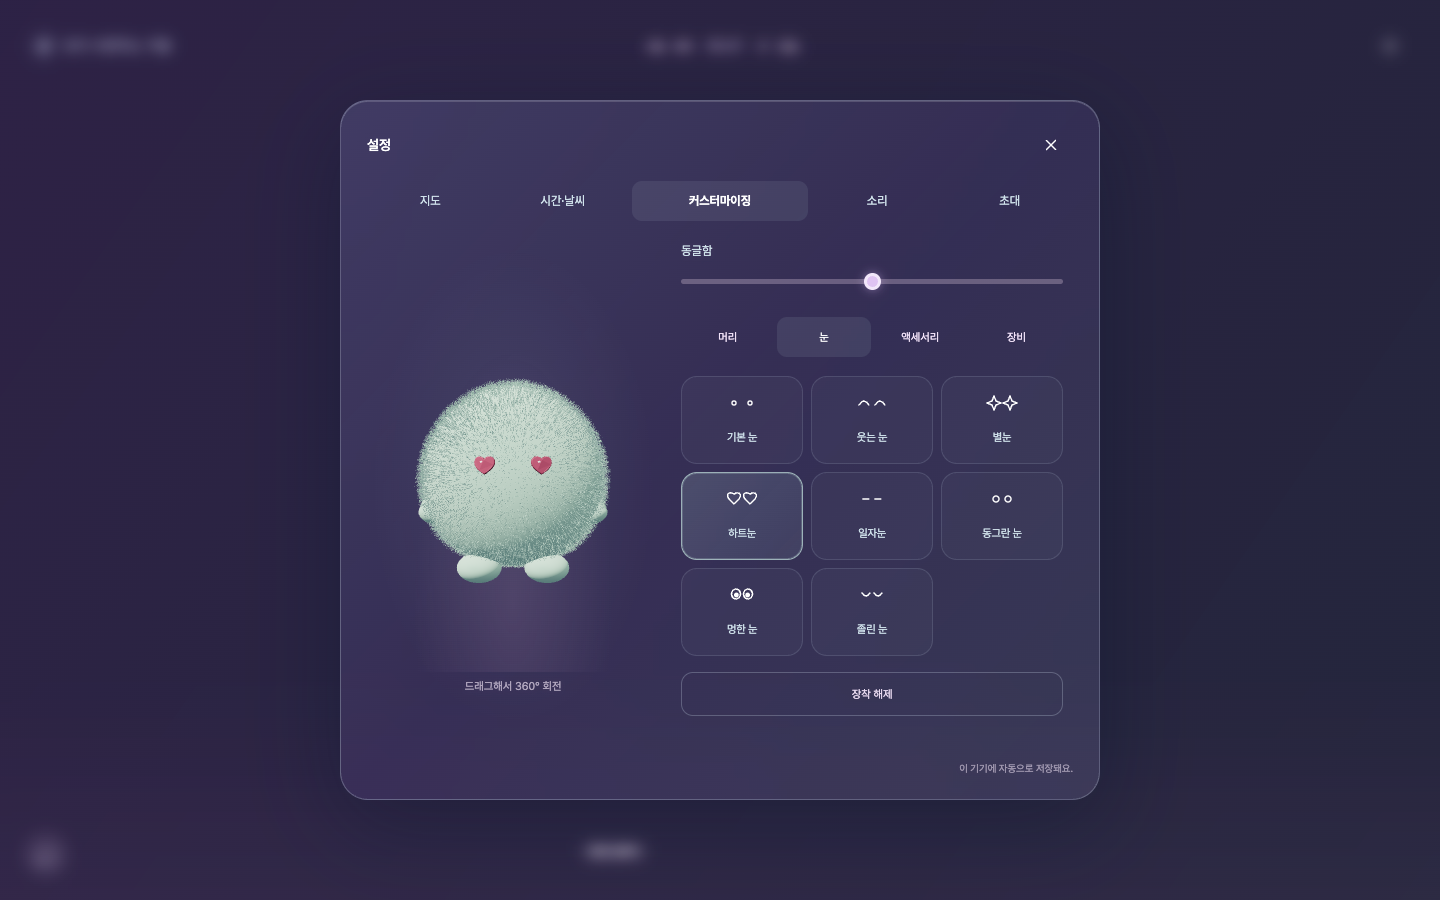 설정
지도
시간·날씨
커스터마이징
소리
초대
동글함
머리
눈
액세서리
장비
기본 눈
웃는 눈
별눈
하트눈
일자눈
동그란 눈
멍한 눈
졸린 눈
드래그해서 360° 회전
장착 해제
이 기기에 자동으로 저장돼요.